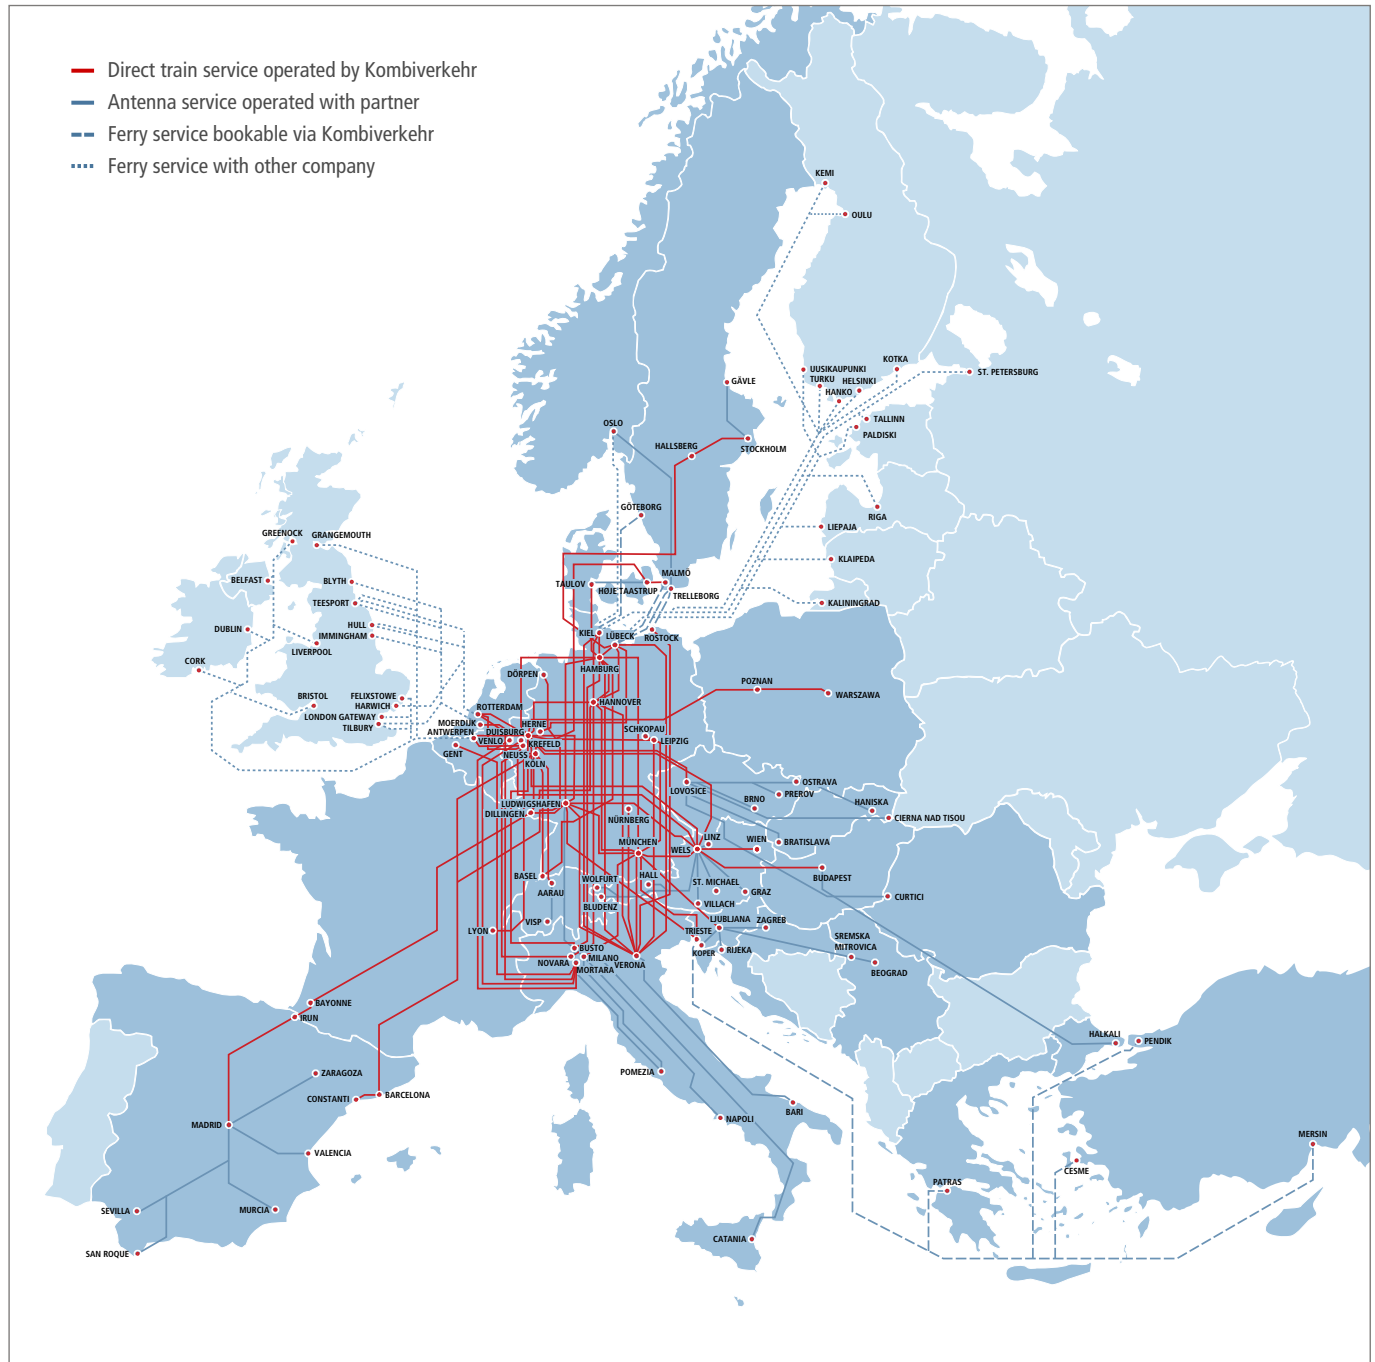 Direct train service operated by Kombiverkehr
Antenna service operated with partner
Ferry service bookable via Kombiverkehr
Ferry service with other company
KEMI
OULU
UUSIKAUPUNKI
KOTKA
TURKU
HELSINKI
ST. PETERSBURG
HANKO
GÄVLE
TALLINN
OSLO
PALDISKI
HALLSBERG
STOCKHOLM
GÖTEBORG
RIGA
LIEPAJA
GREENOCK
GRANGEMOUTH
KLAIPEDA
BELFAST
BLYTH
TAULOV
MALMÖ
HØJE TAASTRUP
TRELLEBORG
TEESPORT
KALININGRAD
DUBLIN
HULL
IMMINGHAM
KIEL
LÜBECK
ROSTOCK
LIVERPOOL
CORK
HAMBURG
DÖRPEN
POZNAN
WARSZAWA
BRISTOL
FELIXSTOWE
HARWICH
HANNOVER
ROTTERDAM
LONDON GATEWAY
TILBURY
MOERDIJK
HERNE
ANTWERPEN
DUISBURG
SCHKOPAU
VENLO
KREFELD
LEIPZIG
GENT
NEUSS
KÖLN
OSTRAVA
LOVOSICE
PREROV
BRNO
HANISKA
LUDWIGSHAFEN
DILLINGEN
NÜRNBERG
CIERNA NAD TISOU
LINZ
WIEN
BRATISLAVA
MÜNCHEN
WELS
BASEL
WOLFURT
HALL
ST. MICHAEL
BUDAPEST
AARAU
GRAZ
CURTICI
BLUDENZ
VILLACH
VISP
LJUBLJANA
ZAGREB
LYON
TRIESTE
SREMSKA
MITROVICA
BUSTO
KOPER
RIJEKA
NOVARA
MILANO
VERONA
BEOGRAD
MORTARA
BAYONNE
IRUN
HALKALI
PENDIK
ZARAGOZA
POMEZIA
CONSTANTI
BARCELONA
BARI
MADRID
NAPOLI
MERSIN
VALENCIA
CESME
PATRAS
SEVILLA
MURCIA
CATANIA
SAN ROQUE